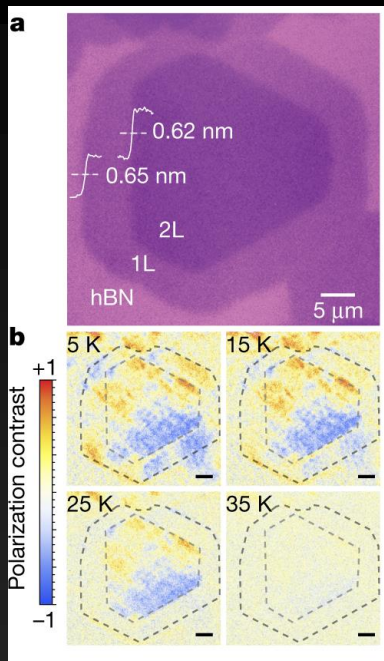 a
0.62 nm
0.65 nm
2L
1L
hBN
5 μm
b
Polarization contrast
+1
−1
5 K
15 K
25 K
35 K